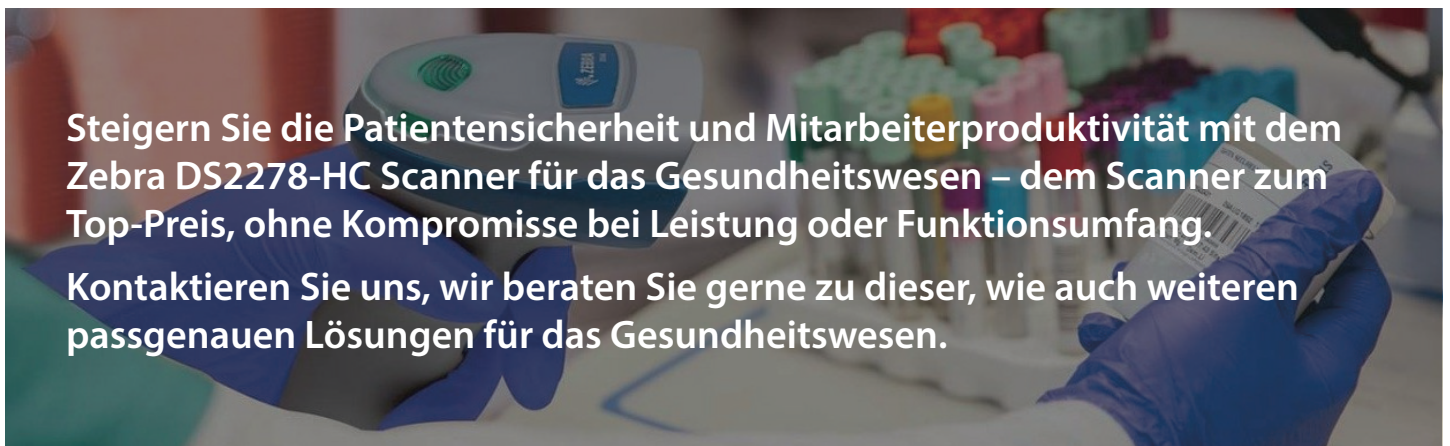 ZEBRA
Steigern Sie die Patientensicherheit und Mitarbeiterproduktivität mit dem
Zebra DS2278-HC Scanner für das Gesundheitswesen – dem Scanner zum
Top-Preis, ohne Kompromisse bei Leistung oder Funktionsumfang.
Kontaktieren Sie uns, wir beraten Sie gerne zu dieser, wie auch weiteren
passgenauen Lösungen für das Gesundheitswesen.